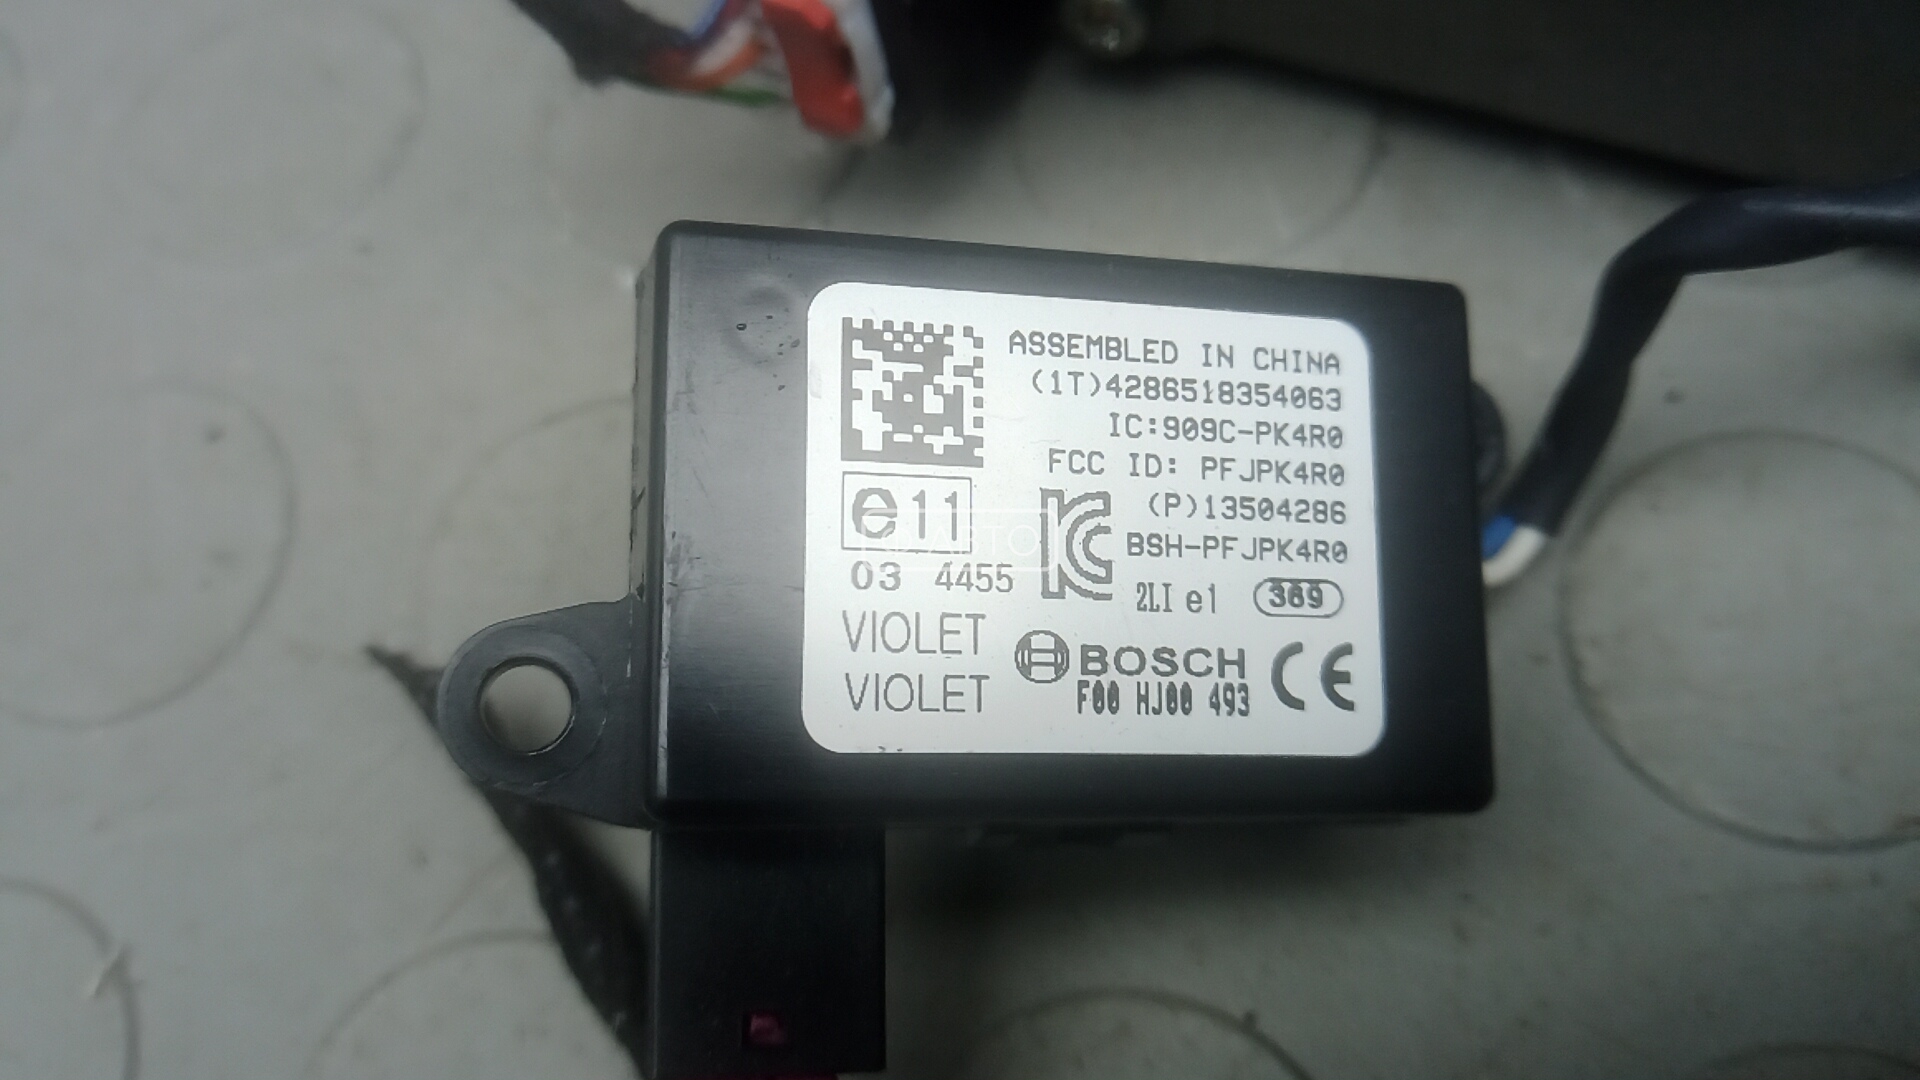 ASSEMBLED IN CHINA
(1T)4286518354063
IC:909C-PK4R0
FCC ID: PFJPK4R0
(P)13504286
e11
BSH-PFJPK4R0
03 4455
2LI e1 369
VIOLET
BOSCH CE
VIOLET
F00 HJ00 493